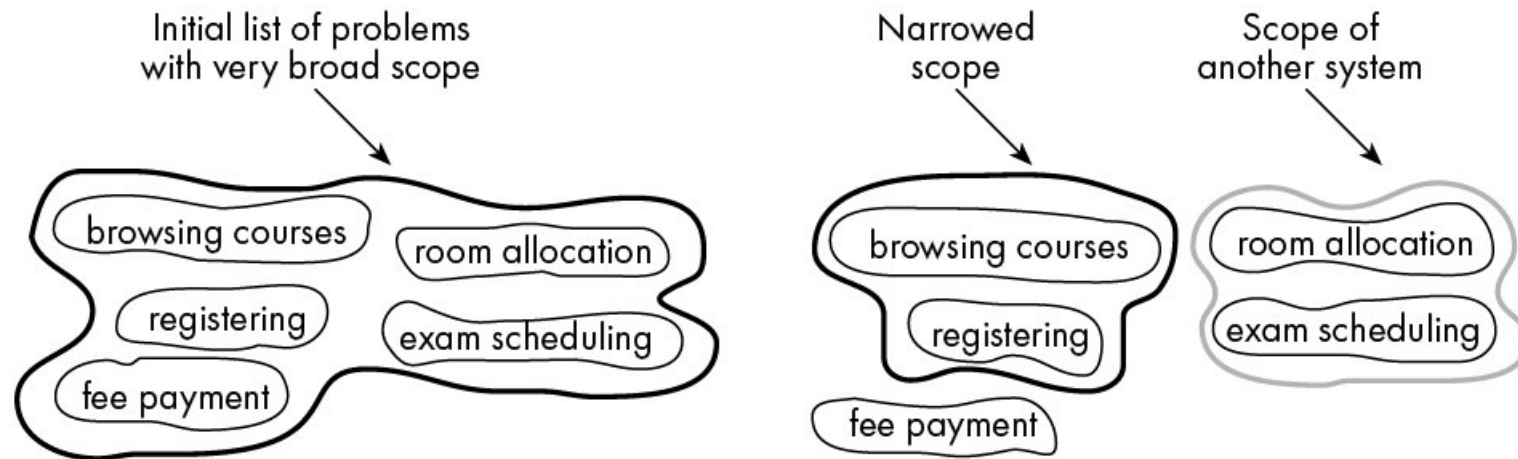 Initial list of problems
with very broad scope
browsing courses
room allocation
registering
exam scheduling
fee payment
Narrowed
scope
browsing courses
registering
fee payment
Scope of
another system
room allocation
exam scheduling